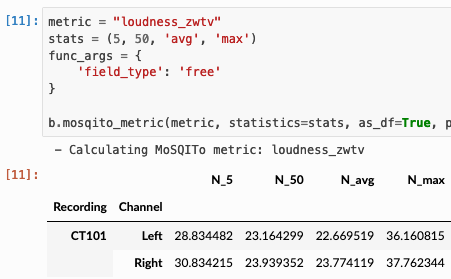 [11]: metric = "loudness_zwtv"
stats = (5, 50, 'avg', 'max')
func_args = {
'field_type': 'free'
}
b.mosqito_metric(metric, statistics=stats, as_df=True, p
- Calculating MoSQITo metric: loudness_zwtv
[11]:
N_5 N_50 N_avg N_max
Recording Channel
CT101 Left 28.834482 23.164299 22.669519 36.160815
Right 30.834215 23.939352 23.774119 37.762344